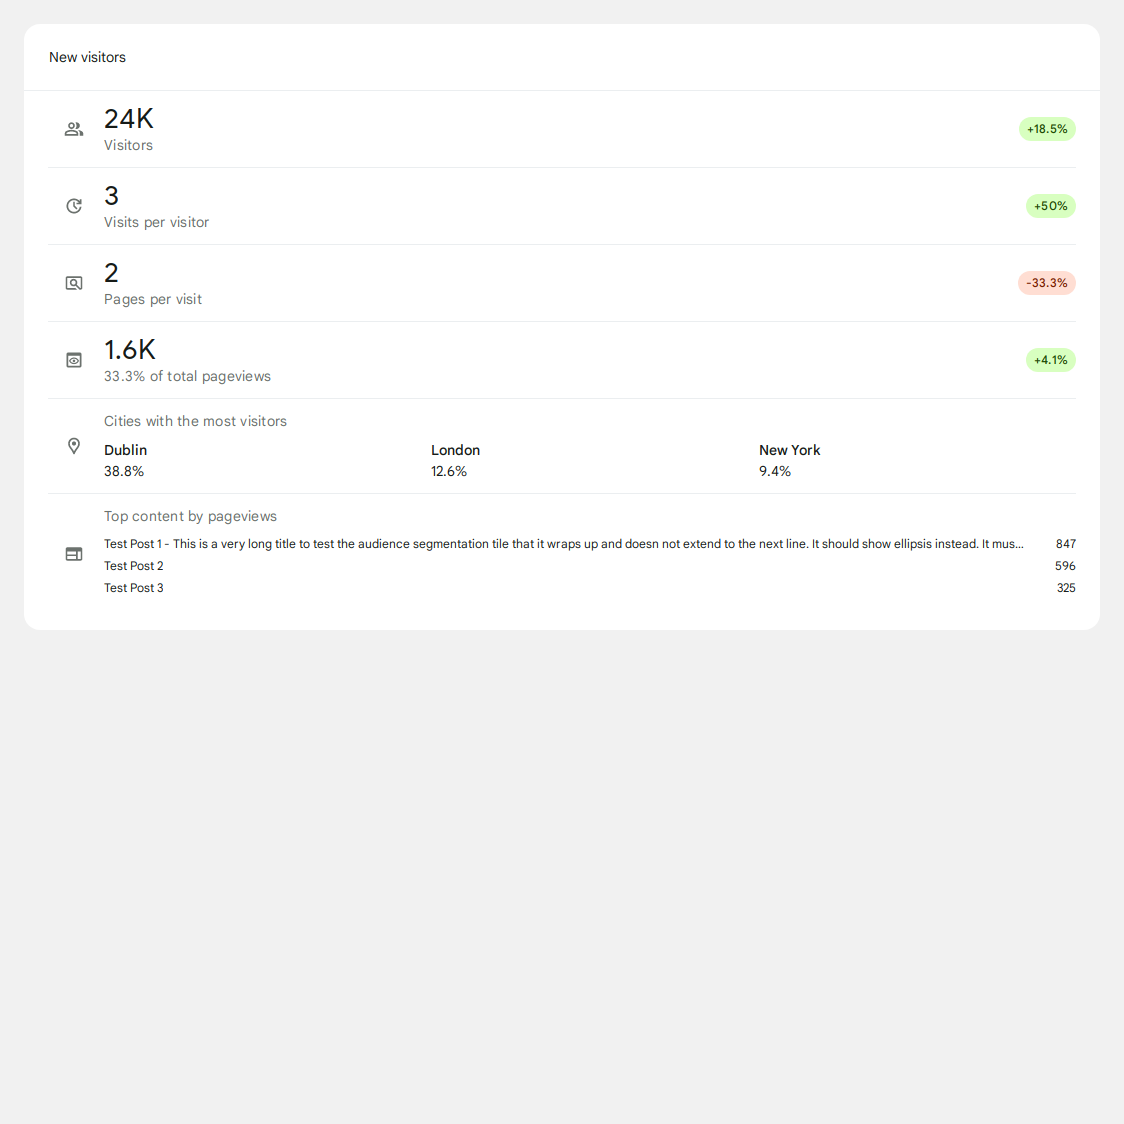 New visitors
24K
Visitors
+18.5%
3
Visits per visitor
+50%
2
Pages per visit
-33.3%
1.6K
33.3% of total pageviews
+4.1%
Cities with the most visitors
Dublin London New York
38.8% 12.6% 9.4%
Top content by pageviews
Test Post 1 - This is a very long title to test the audience segmentation tile that it wraps up and doesn not extend to the next line. It should show ellipsis instead. It mus... 847
Test Post 2 596
Test Post 3 325